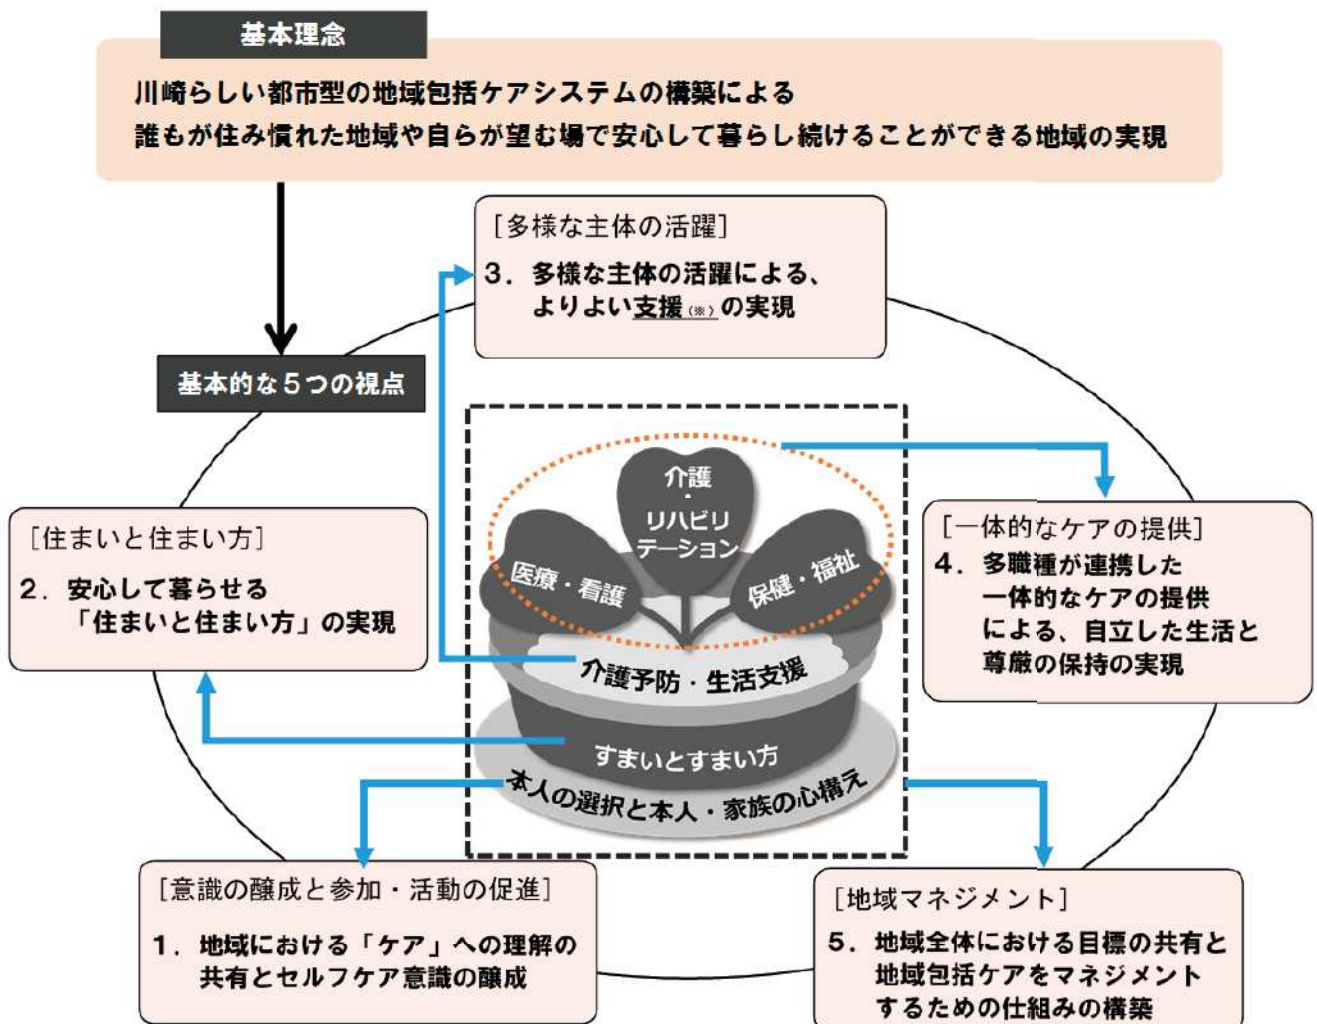 基本理念
川崎らしい都市型の地域包括ケアシステムの構築による
誰もが住み慣れた地域や自らが望む場で安心して暮らし続けることができる地域の実現
[多様な主体の活躍]
3. 多様な主体の活躍による、
よりよい支援(※)の実現
基本的な5つの視点
介護
・
リハビリ
テーション
医療・看護
保健・福祉
介護予防・生活支援
すまいとすまい方
本人の選択と本人・家族の心構え
[住まいと住まい方]
2. 安心して暮らせる
「住まいと住まい方」の実現
[一体的なケアの提供]
4. 多職種が連携した
一体的なケアの提供
による、自立した生活と
尊厳の保持の実現
[意識の醸成と参加・活動の促進]
1. 地域における「ケア」への理解の
共有とセルフケア意識の醸成
[地域マネジメント]
5. 地域全体における目標の共有と
地域包括ケアをマネジメント
するための仕組みの構築